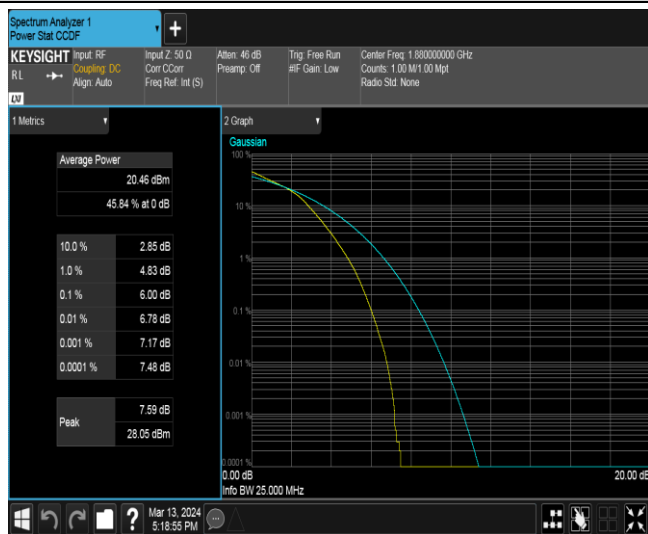 Spectrum Analyzer 1
Power Stat CCDF
+
KEYSIGHT
RL
LXI
Input: RF
Coupling: DC
Align: Auto
Input Z: 50 Ω
Corr CCorr
Freq Ref: Int (S)
Atten: 46 dB
Preamp: Off
Trig: Free Run
#IF Gain: Low
Center Freq: 1.880000000 GHz
Counts: 1.00 M/1.00 Mpt
Radio Std: None
1 Metrics
Average Power
20.46 dBm
45.84 % at 0 dB
10.0 % 2.85 dB
1.0 % 4.83 dB
0.1 % 6.00 dB
0.01 % 6.78 dB
0.001 % 7.17 dB
0.0001 % 7.48 dB
Peak
7.59 dB
28.05 dBm
2 Graph
Gaussian
100 %
10 %
1 %
0.1 %
0.01 %
0.001 %
0.0001 %
0.00 dB
20.00 dB
Info BW 25.000 MHz
?
Mar 13, 2024
5:18:55 PM